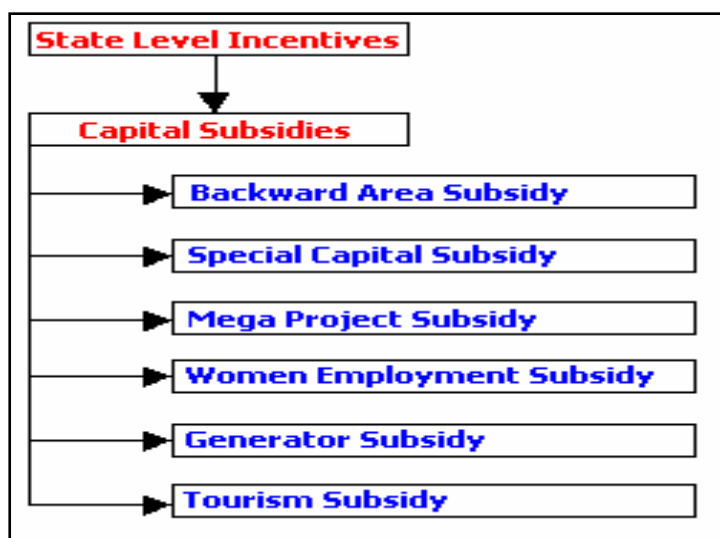 State Level Incentives
Capital Subsidies
Backward Area Subsidy
Special Capital Subsidy
Mega Project Subsidy
Women Employment Subsidy
Generator Subsidy
Tourism Subsidy